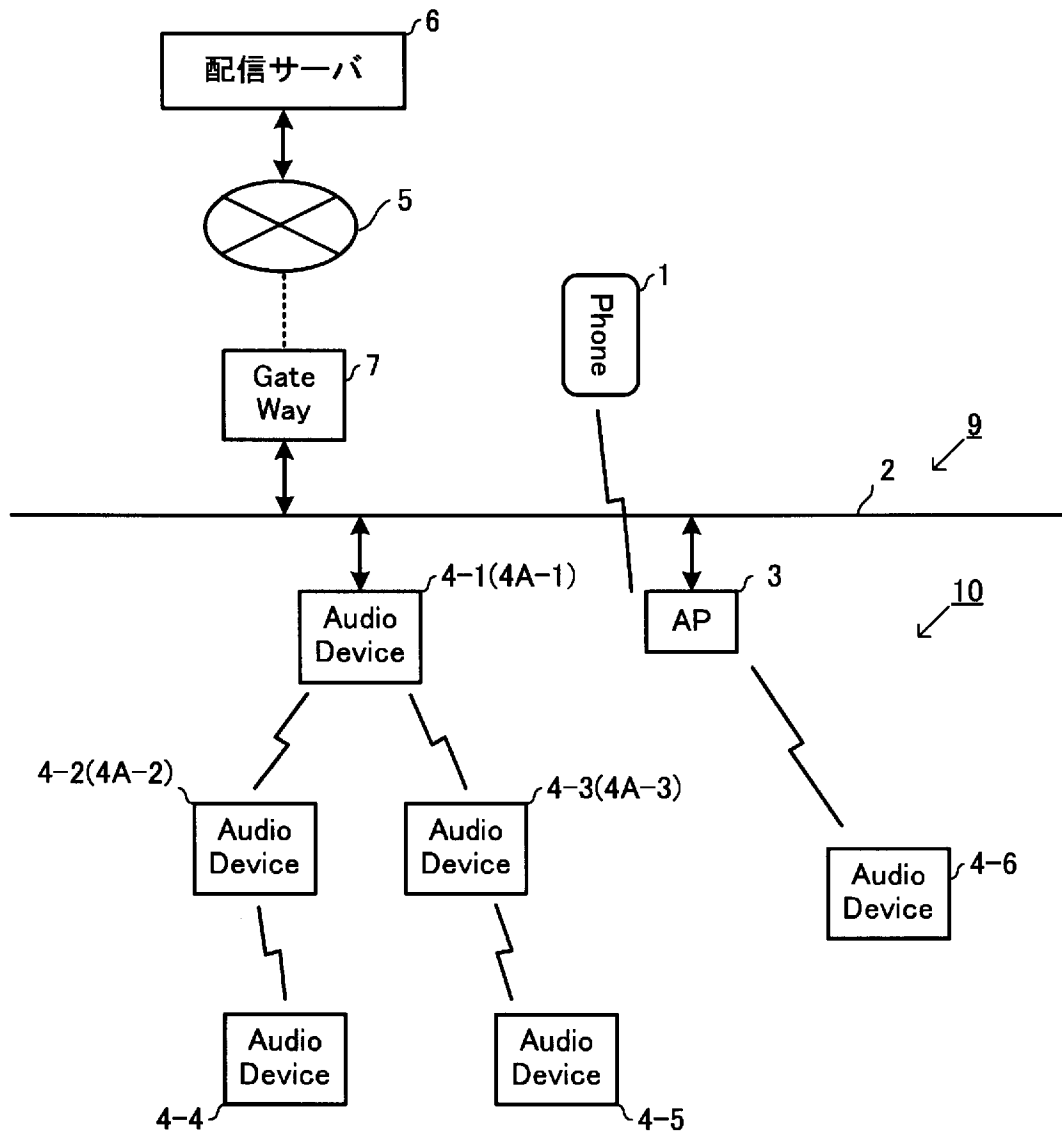 6
配信サーバ
5
1
Phone
7
Gate
Way
9
2
4-1(4A-1)
3
Audio
Device
AP
10
4-2(4A-2)
4-3(4A-3)
Audio
Device
Audio
Device
4-6
Audio
Device
Audio
Device
Audio
Device
4-4
4-5